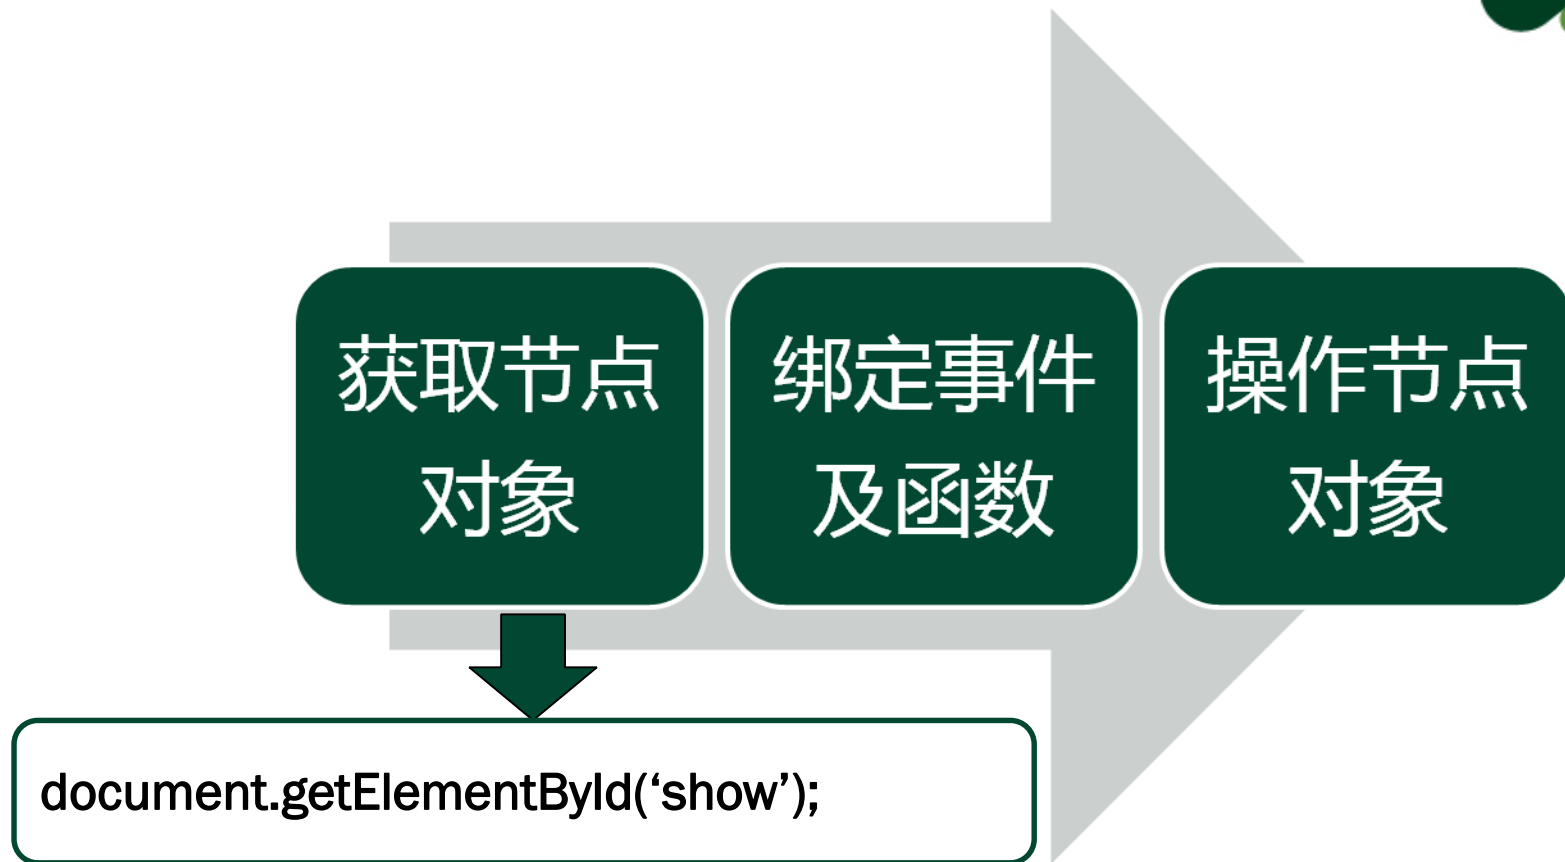 获取节点
对象
绑定事件
及函数
操作节点
对象
document.getElementById(‘show’);